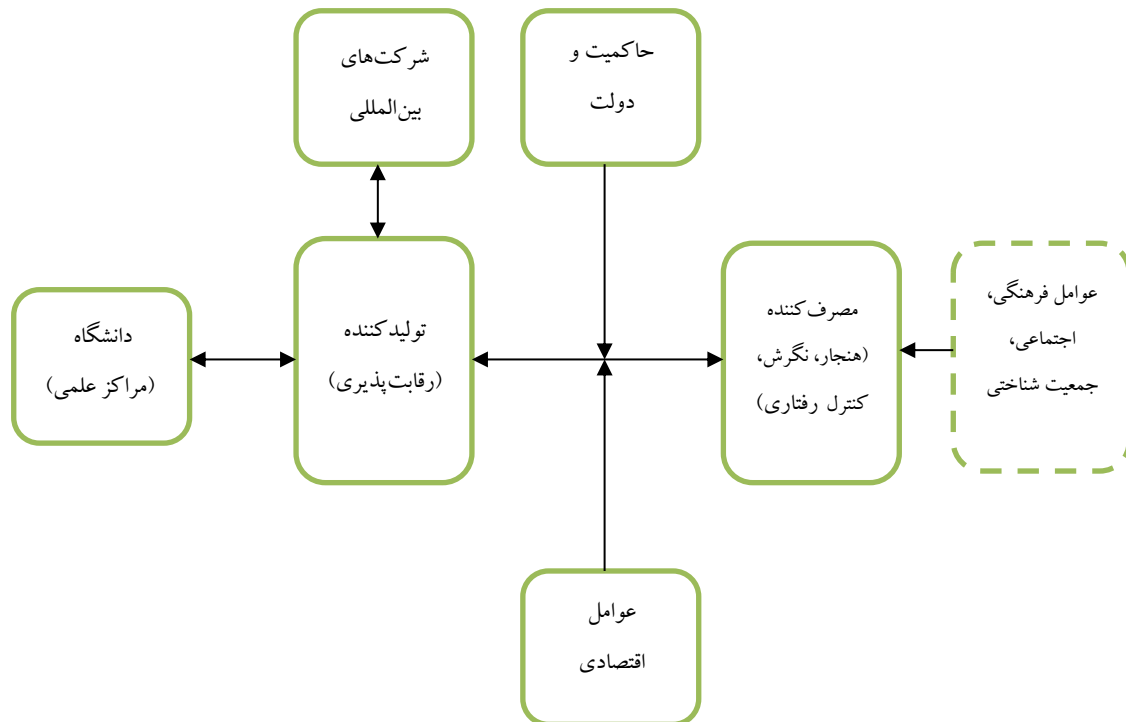 حاکمیت و
دولت
شرکت‌های
بین‌المللی
عوامل فرهنگی،
اجتماعی،
جمعیت شناختی
مصرف‌کننده
(هنجار، نگرش،
کنترل رفتاری)
تولیدکننده
(رقابت‌پذیری)
دانشگاه
(مراکز علمی)
عوامل
اقتصادی